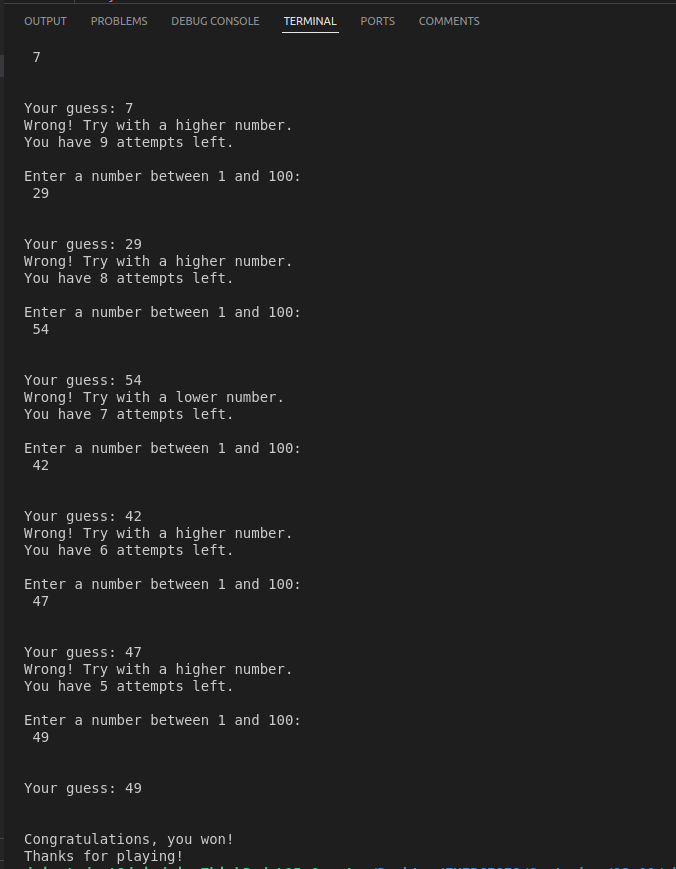 OUTPUT PROBLEMS DEBUG CONSOLE TERMINAL PORTS COMMENTS
7
Your guess: 7
Wrong! Try with a higher number.
You have 9 attempts left.
Enter a number between 1 and 100:
29
Your guess: 29
Wrong! Try with a higher number.
You have 8 attempts left.
Enter a number between 1 and 100:
54
Your guess: 54
Wrong! Try with a lower number.
You have 7 attempts left.
Enter a number between 1 and 100:
42
Your guess: 42
Wrong! Try with a higher number.
You have 6 attempts left.
Enter a number between 1 and 100:
47
Your guess: 47
Wrong! Try with a higher number.
You have 5 attempts left.
Enter a number between 1 and 100:
49
Your guess: 49
Congratulations, you won!
Thanks for playing!